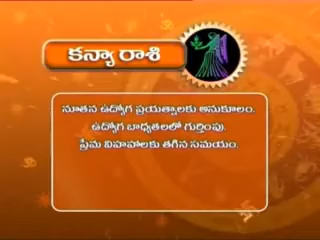 కన్యా రాశి
నూతన ఉద్యోగ ప్రయత్నాలకు అనుకూలం.
ఉద్యోగ బాధ్యతలలో గుర్తింపు.
ప్రేమ వివాహాలకు తగిన సమయం.